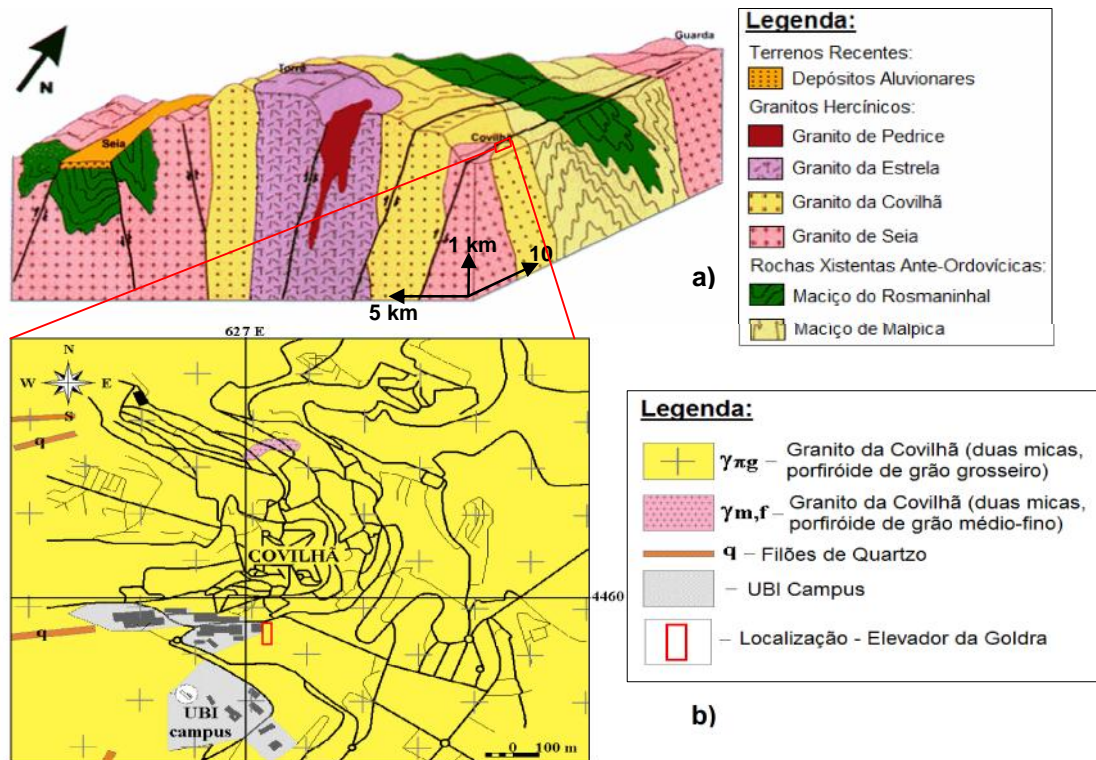 N
Torre
Guarda
Seia
Covilhã
1 km
10
5 km
a)
Legenda:
Terrenos Recentes:
Depósitos Aluvionares
Granitos Hercínicos:
Granito de Pedrice
Granito da Estrela
Granito da Covilhã
Granito de Seia
Rochas Xistentas Ante-Ordovícicas:
Maciço do Rosmaninhal
Maciço de Malpica
627 E
N
W E
S
q
COVILHÃ
4460
q
UBI
campus
0 100 m
Legenda:
γπg – Granito da Covilhã (duas micas,
porfiróide de grão grosseiro)
γm,f – Granito da Covilhã (duas micas,
porfiróide de grão médio-fino)
q – Filões de Quartzo
– UBI Campus
– Localização - Elevador da Goldra
b)